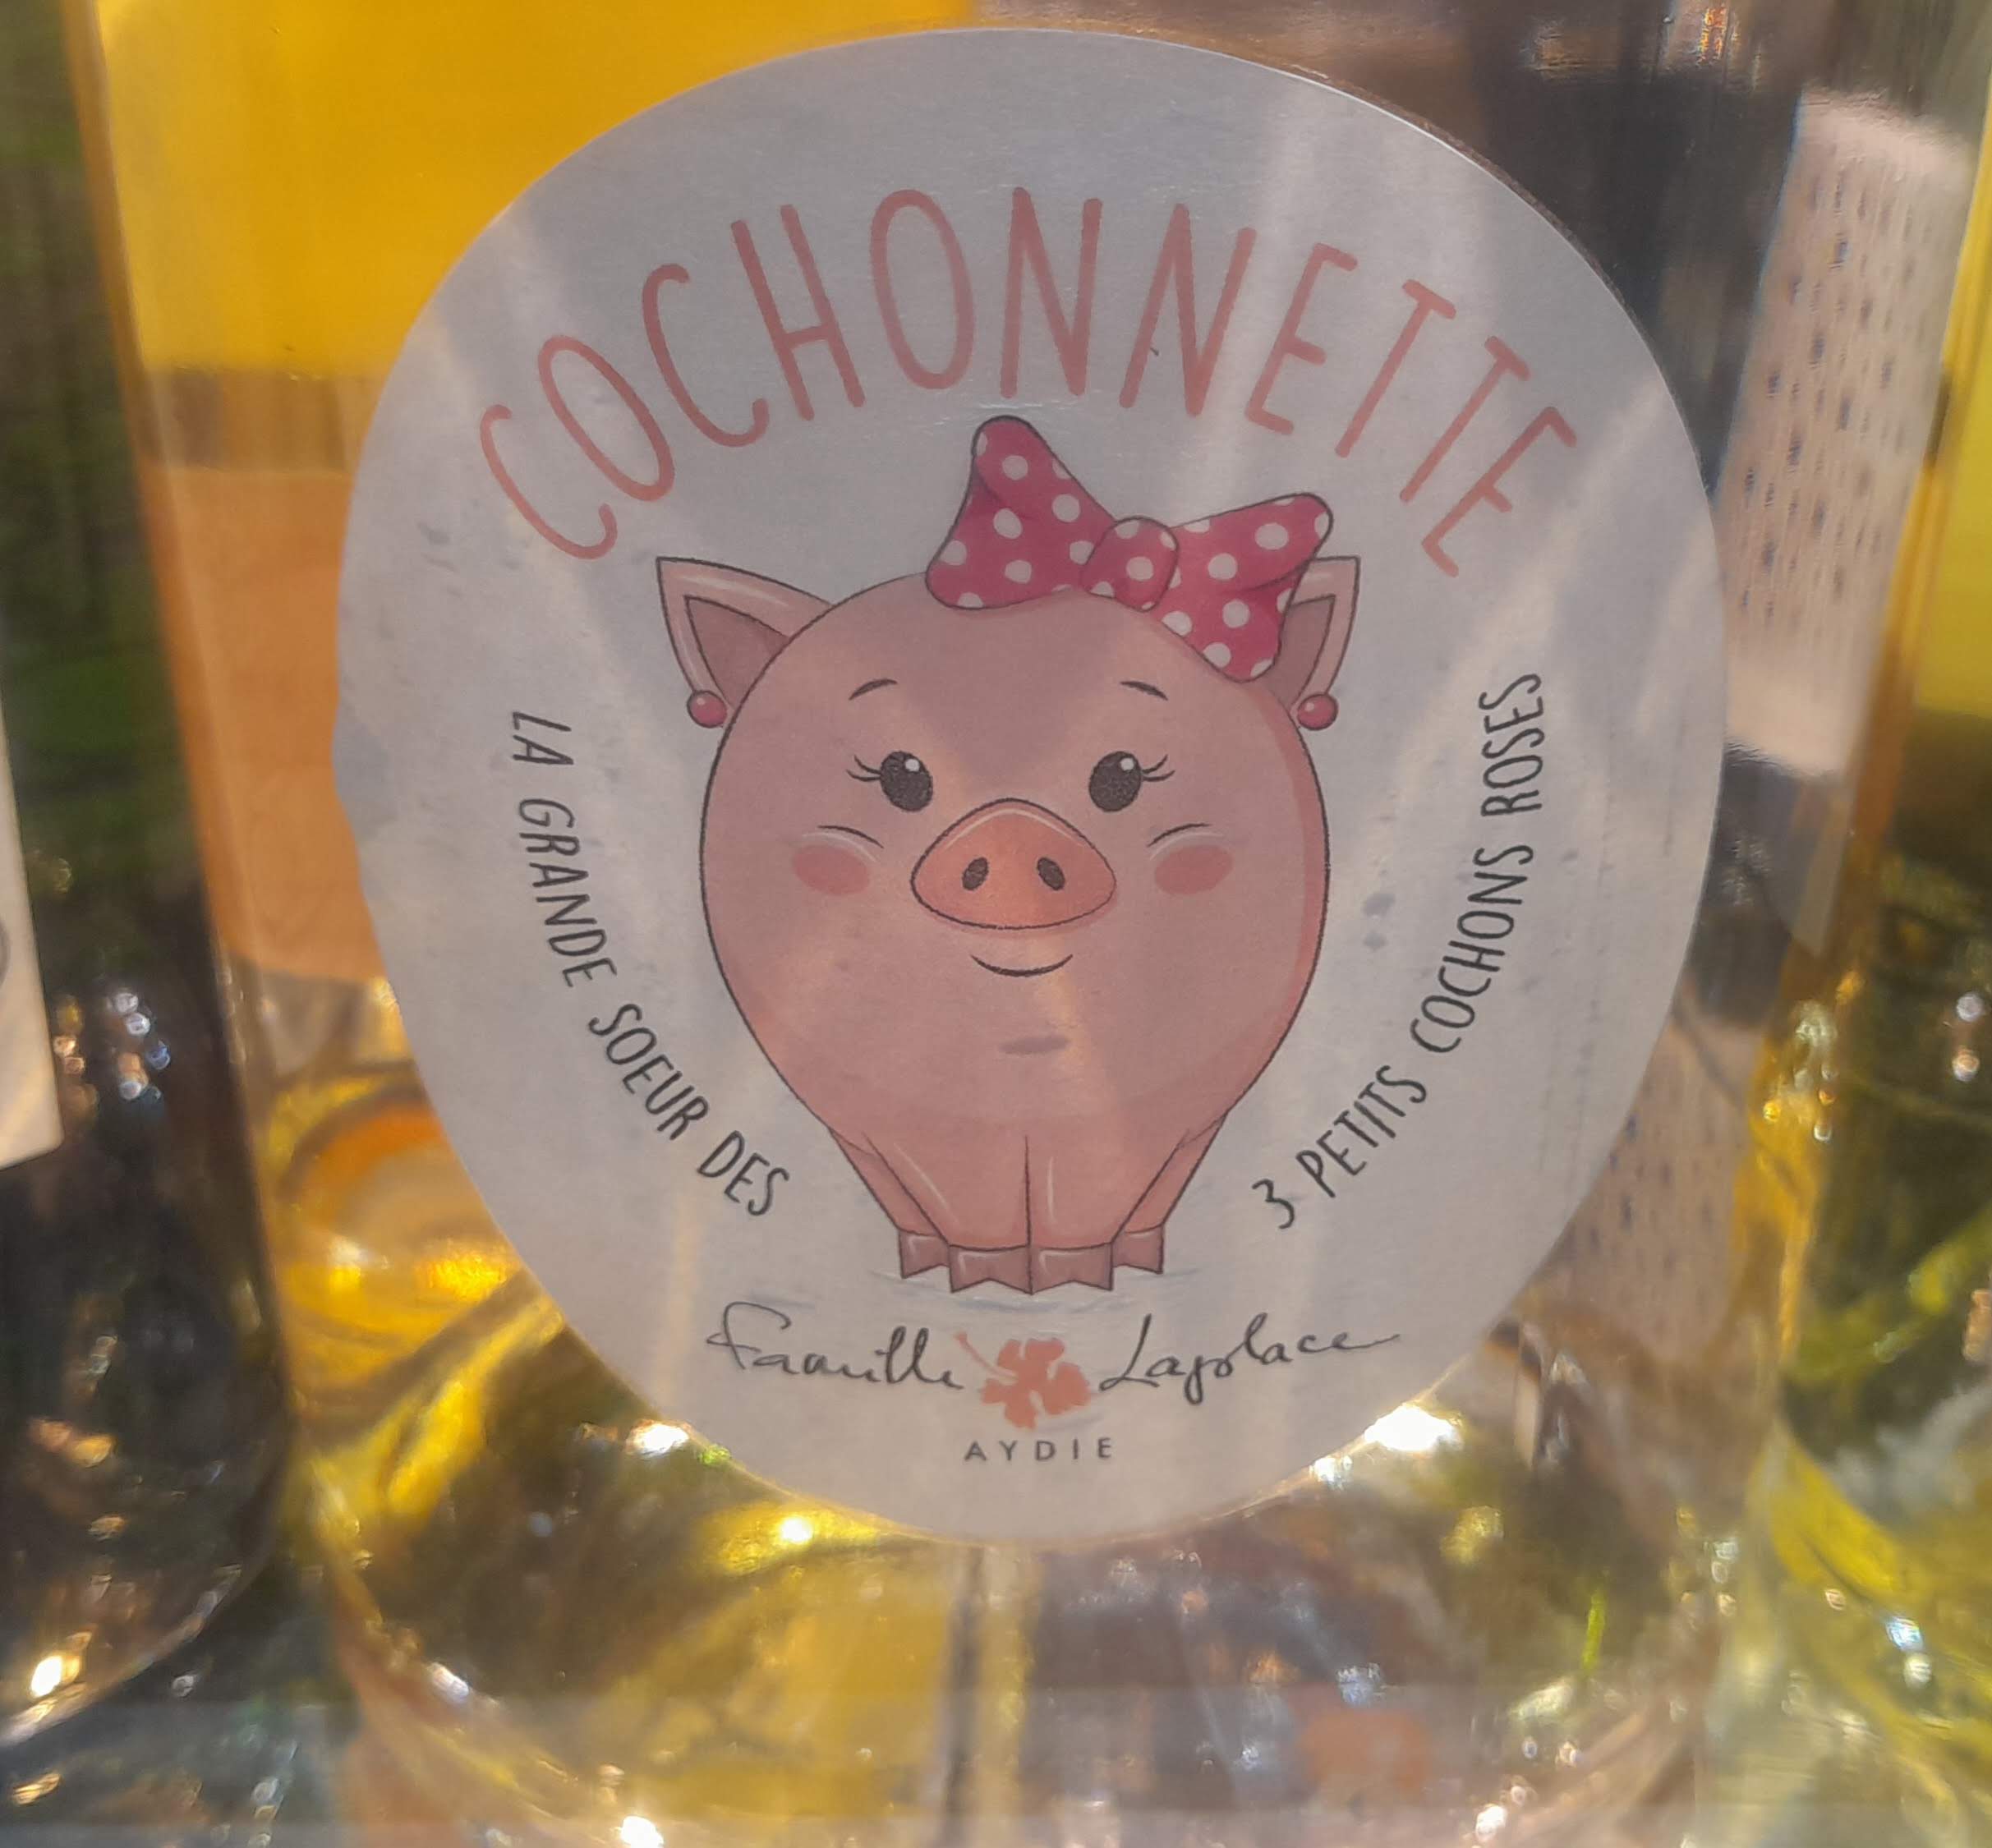 COCHONNETTE
LA GRANDE SOEUR DES
3 PETITS COCHONS ROSES
Famille Laplace
AYDIE